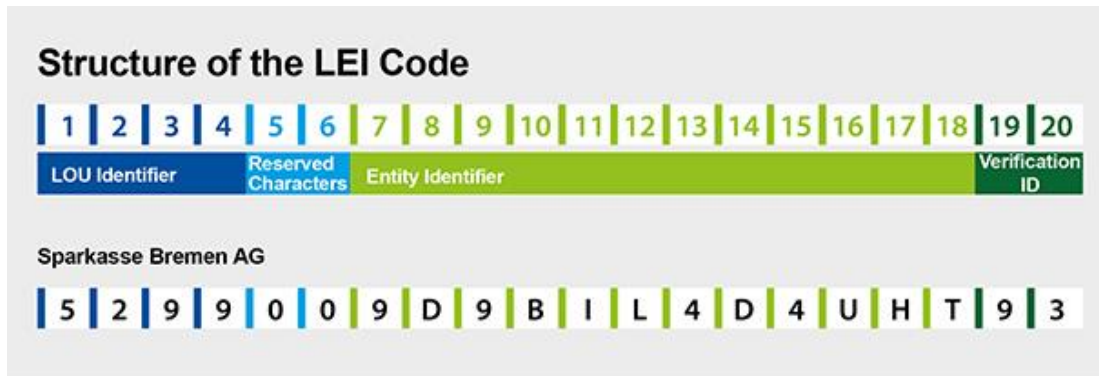 Structure of the LEI Code
1 2 3 4 5 6 7 8 9 10 11 12 13 14 15 16 17 18 19 20
LOU Identifier Reserved Characters Entity Identifier Verification ID
Sparkasse Bremen AG
5 2 9 9 0 0 9 D 9 B I L 4 D 4 U H T 9 3